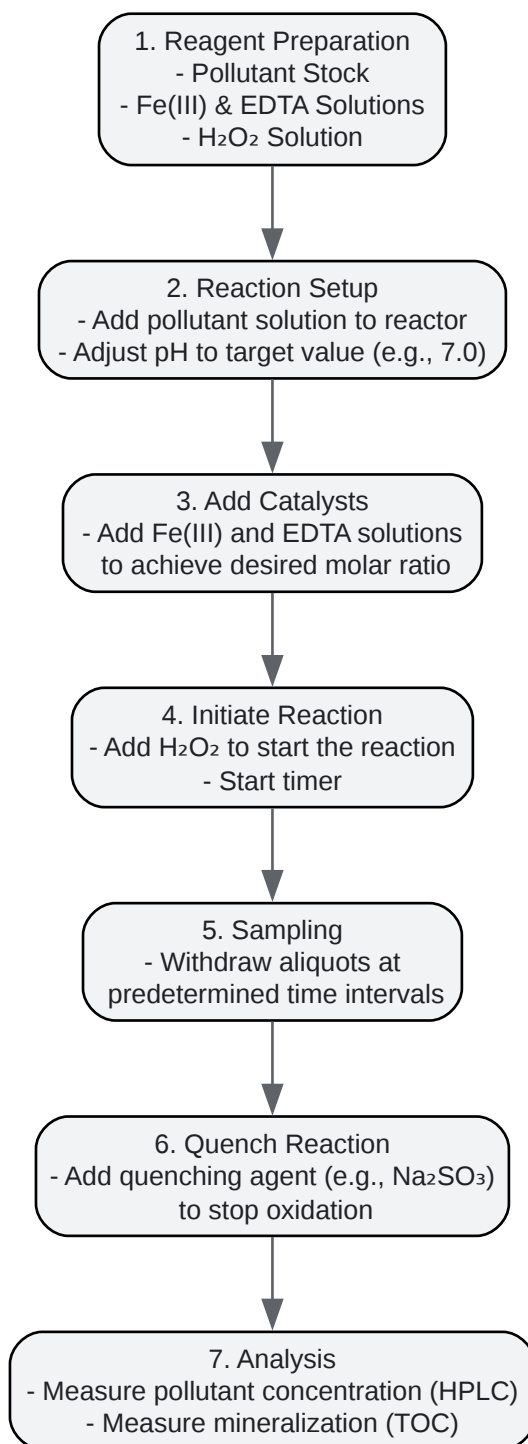 1. Reagent Preparation
- Pollutant Stock
- Fe(III) & EDTA Solutions
- H₂O₂ Solution
2. Reaction Setup
- Add pollutant solution to reactor
- Adjust pH to target value (e.g., 7.0)
3. Add Catalysts
- Add Fe(III) and EDTA solutions
to achieve desired molar ratio
4. Initiate Reaction
- Add H₂O₂ to start the reaction
- Start timer
5. Sampling
- Withdraw aliquots at
predetermined time intervals
6. Quench Reaction
- Add quenching agent (e.g., Na₂SO₃)
to stop oxidation
7. Analysis
- Measure pollutant concentration (HPLC)
- Measure mineralization (TOC)